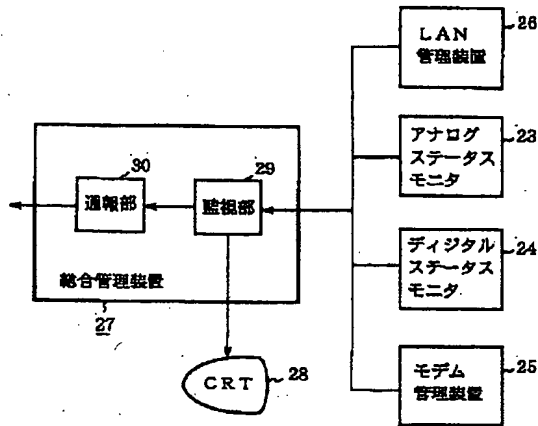 26
LAN
管理装置
30
29
23
アナログ
ステータス
モニタ
通報部
監視部
24
ディジタル
ステータス
モニタ
総合管理装置
27
25
モデム
管理装置
CRT
28